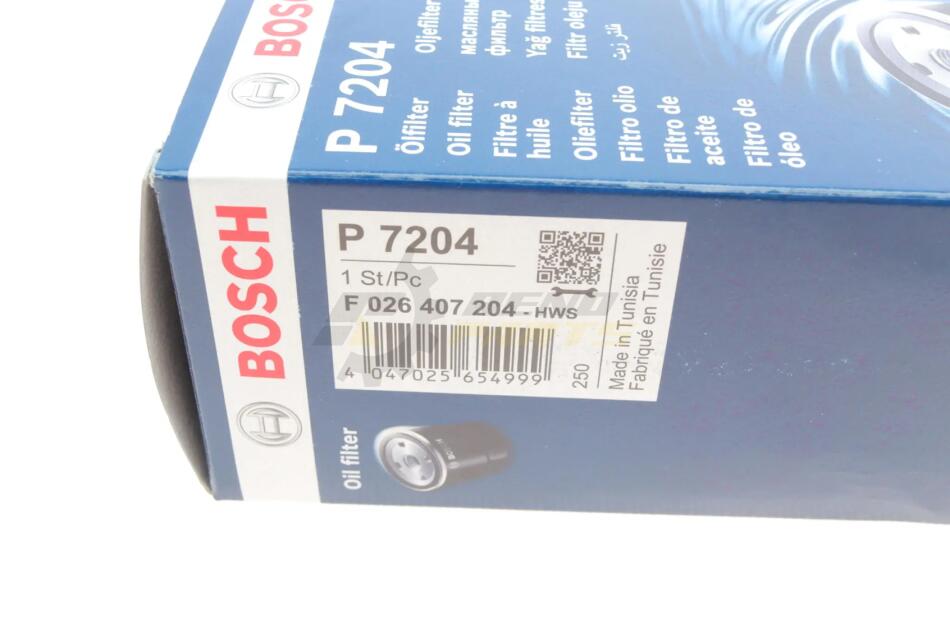 BOSCH
P 7204
Ölfilter
Oil filter
Filtre à
huile
Oliefilter
Filtro olio
Filtro de
aceite
Filtro de
óleo
Oljefilter
масляный
фильтр
Yağ filtresi
Filtr oleju
فلتر زيت
BOSCH
P 7204
1 St/Pc
F 026 407 204 - HWS
4 047025 654999
250
Made in Tunisia
Fabriqué en Tunisie
Oil filter
PARTS